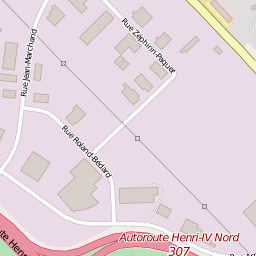 Rue Zéphirin-Paquet
Rue Jean-Marchand
Rue Roland-Bédard
Autoroute Henri-IV Nord
307